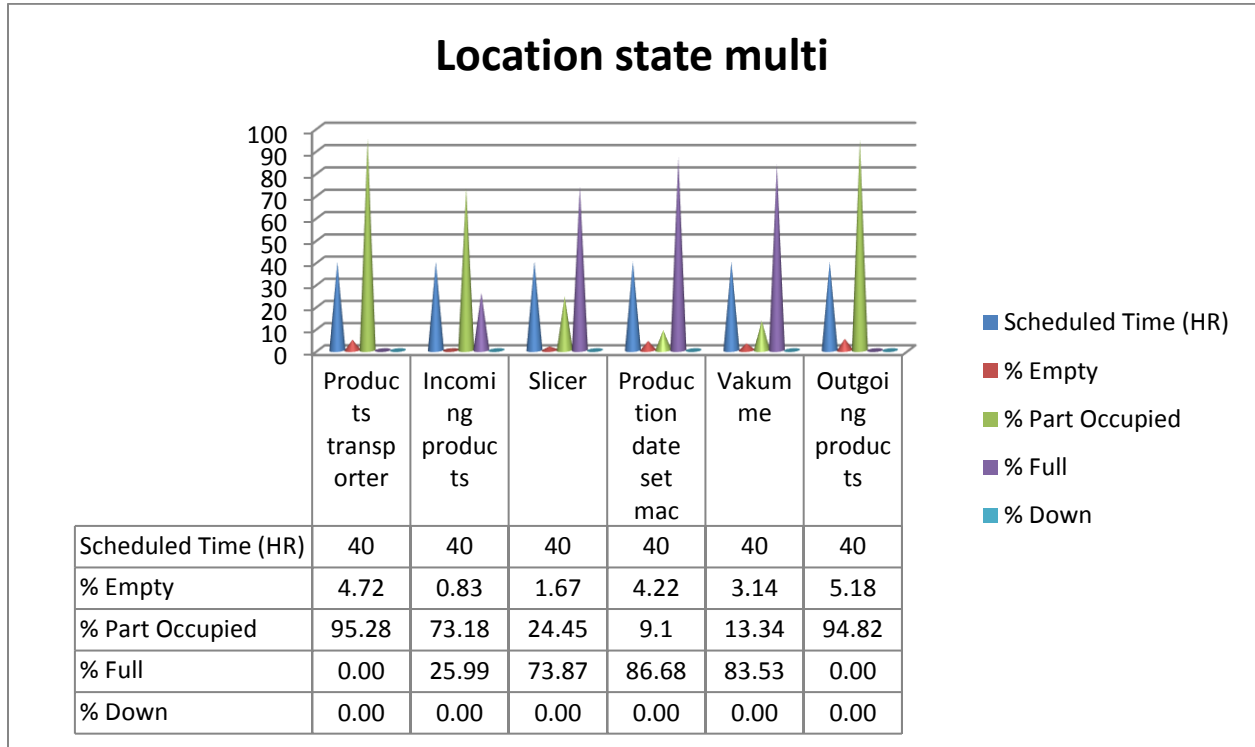 Location state multi
100
90
80
70
60
50
40
30
20
10
0
Produc
ts
transp
orter
Incomi
ng
produc
ts
Slicer
Produc
tion
date
set
mac
Vakum
me
Outgoi
ng
produc
ts
Scheduled Time (HR) 40 40 40 40 40 40
% Empty 4.72 0.83 1.67 4.22 3.14 5.18
% Part Occupied 95.28 73.18 24.45 9.1 13.34 94.82
% Full 0.00 25.99 73.87 86.68 83.53 0.00
% Down 0.00 0.00 0.00 0.00 0.00 0.00
Scheduled Time (HR)
% Empty
% Part Occupied
% Full
% Down